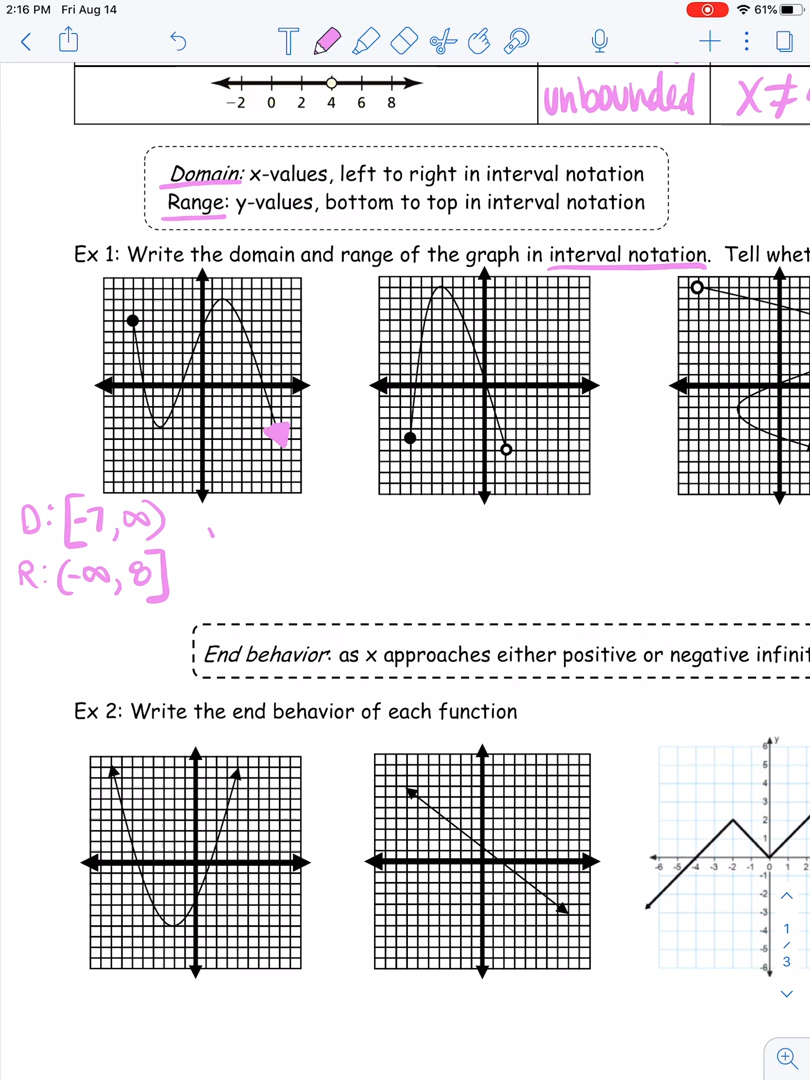 2:16 PM Fri Aug 14
61%
T
-2 0 2 4 6 8
unbounded
x ≠
Domain: x-values, left to right in interval notation
Range: y-values, bottom to top in interval notation
Ex 1: Write the domain and range of the graph in interval notation. Tell whet
D: [-7, ∞)
R: (-∞, 8]
End behavior: as x approaches either positive or negative infinit
Ex 2: Write the end behavior of each function
y
6
5
4
3
2
1
-6 -5 -4 -3 -2 -1 0 1 2
-1
-2
-3
-4
-5
-6
1
/
3